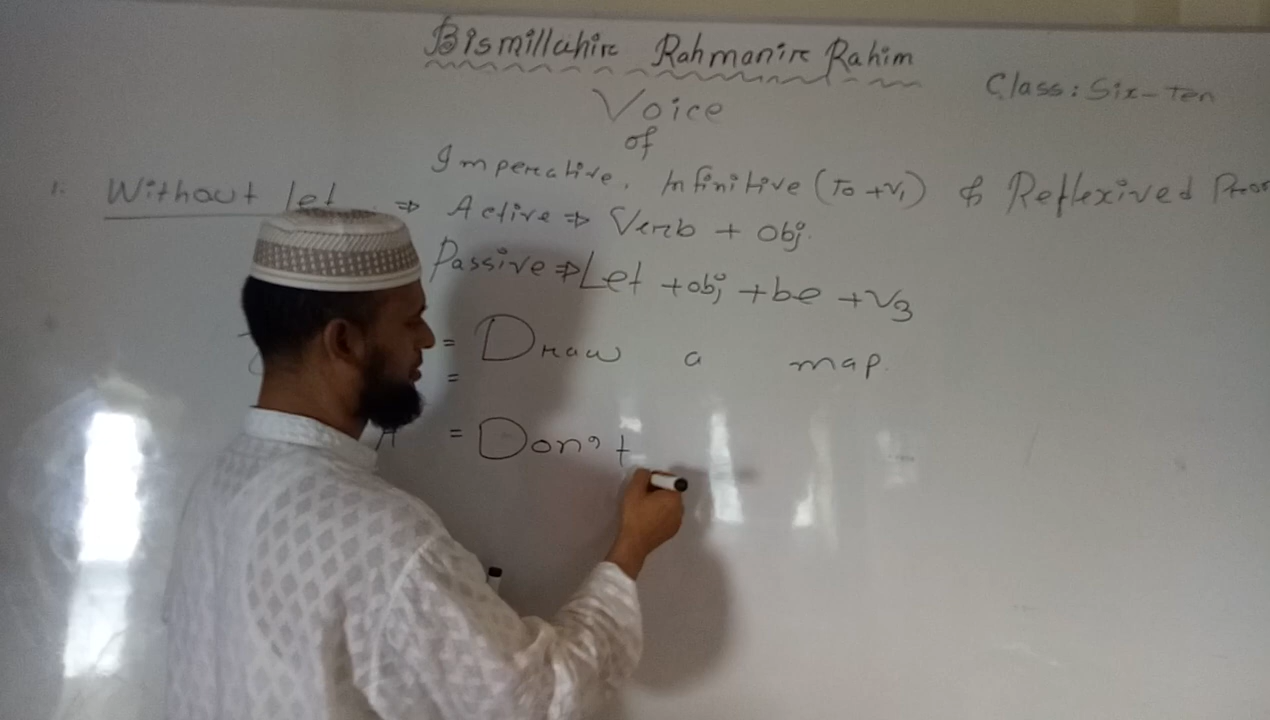 Bismillahir Rahmanir Rahim
Class: Six-Ten
Voice
of
Imperative, Infinitive (To +V1) & Reflexived
1. Without let ⇒ Active ⇒ Verb + Obj.
Passive ⇒ Let + obj + be + V3
= Draw a map.
=
A = Don't